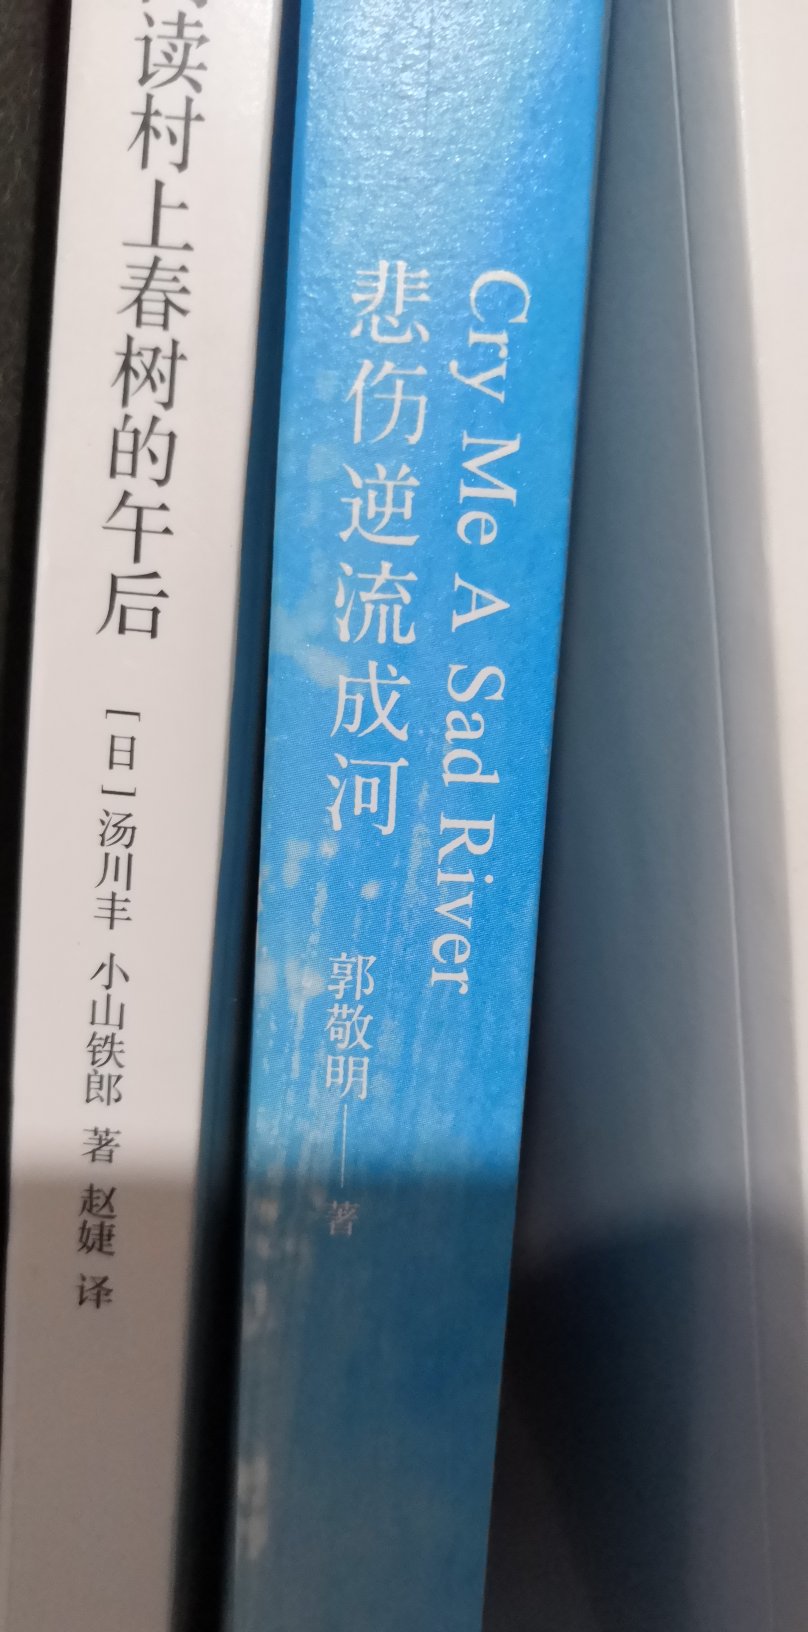 读村上春树的午后
[日]汤川丰 小山铁郎 著 赵婕 译
Cry Me A Sad River
悲伤逆流成河
郭敬明——著